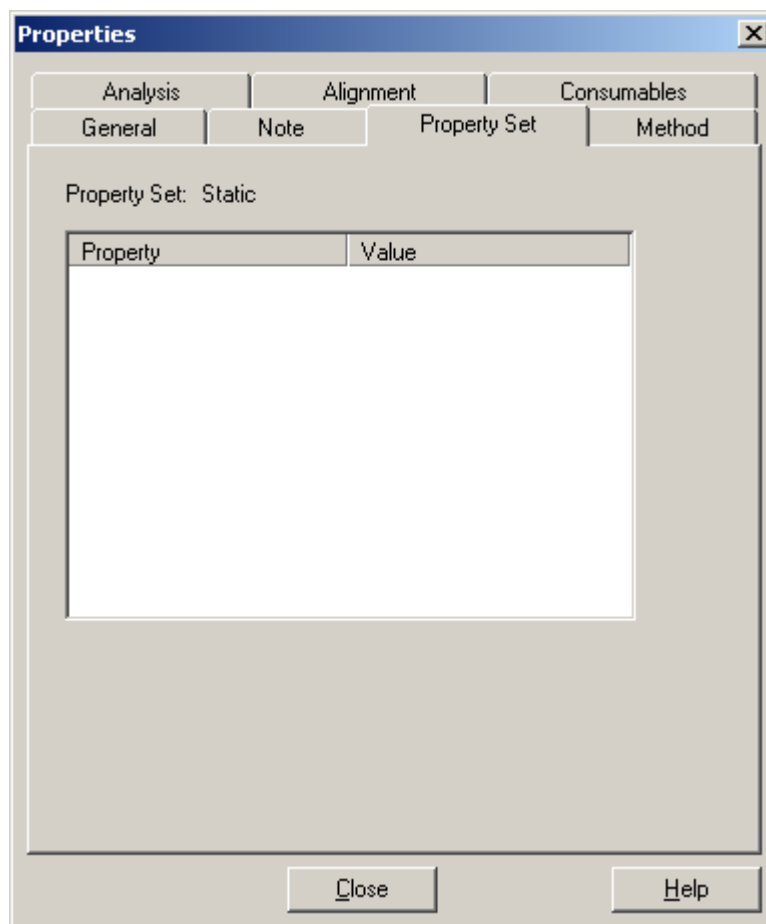 Properties
Analysis Alignment Consumables
General Note Property Set Method
Property Set: Static
Property Value
Close Help